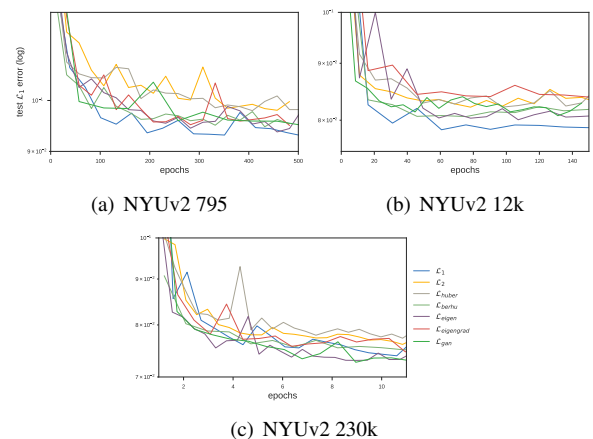 test ℒ₁ error (log)
10⁻¹
9×10⁻²
0 100 200 300 400 500
epochs
(a) NYUv2 795
10⁻¹
8×10⁻²
0 20 40 60 80 100 120 140
epochs
(b) NYUv2 12k
10⁻¹
9×10⁻²
8×10⁻²
7×10⁻²
2 4 6 8 10
epochs
ℒ₁
ℒ₂
ℒhuber
ℒberhu
ℒeigen
ℒeigengrad
ℒgan
(c) NYUv2 230k